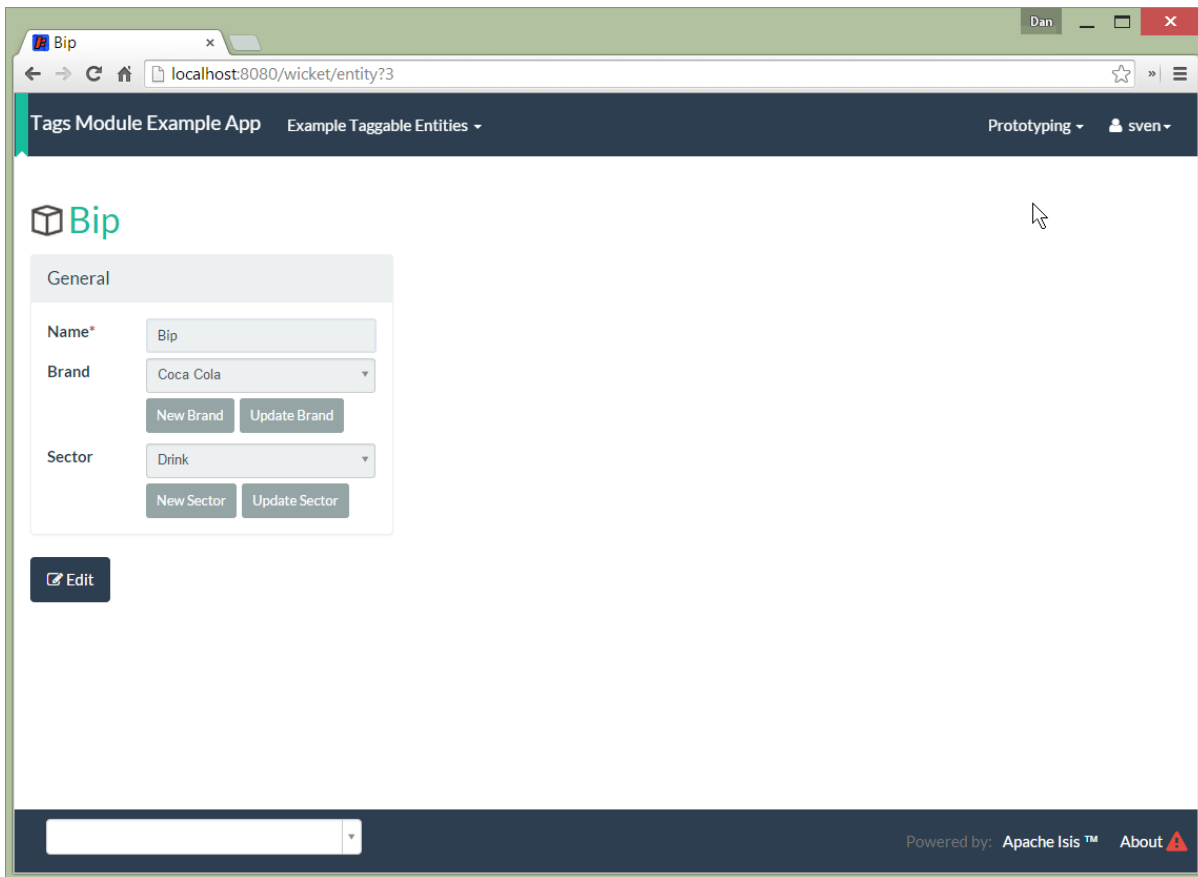 Dan
Bip
localhost:8080/wicket/entity?3
Tags Module Example App Example Taggable Entities Prototyping sven
Bip
General
Name* Bip
Brand Coca Cola
New Brand Update Brand
Sector Drink
New Sector Update Sector
Edit
Powered by: Apache Isis ™ About